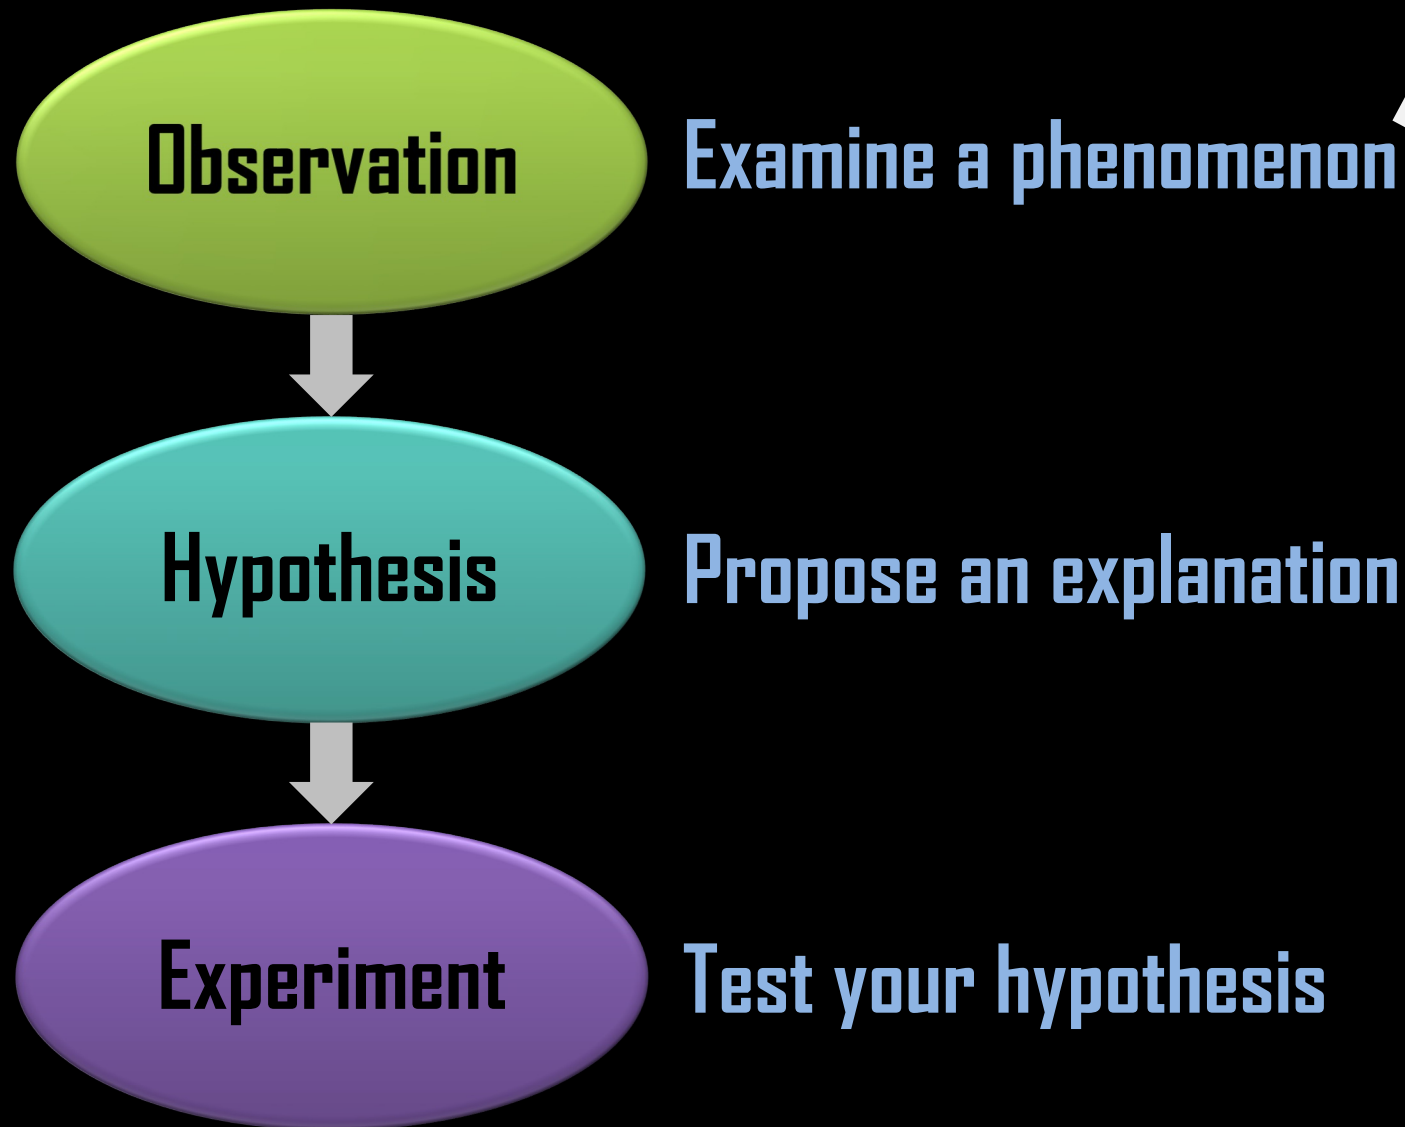 Observation
Examine a phenomenon
Hypothesis
Propose an explanation
Experiment
Test your hypothesis